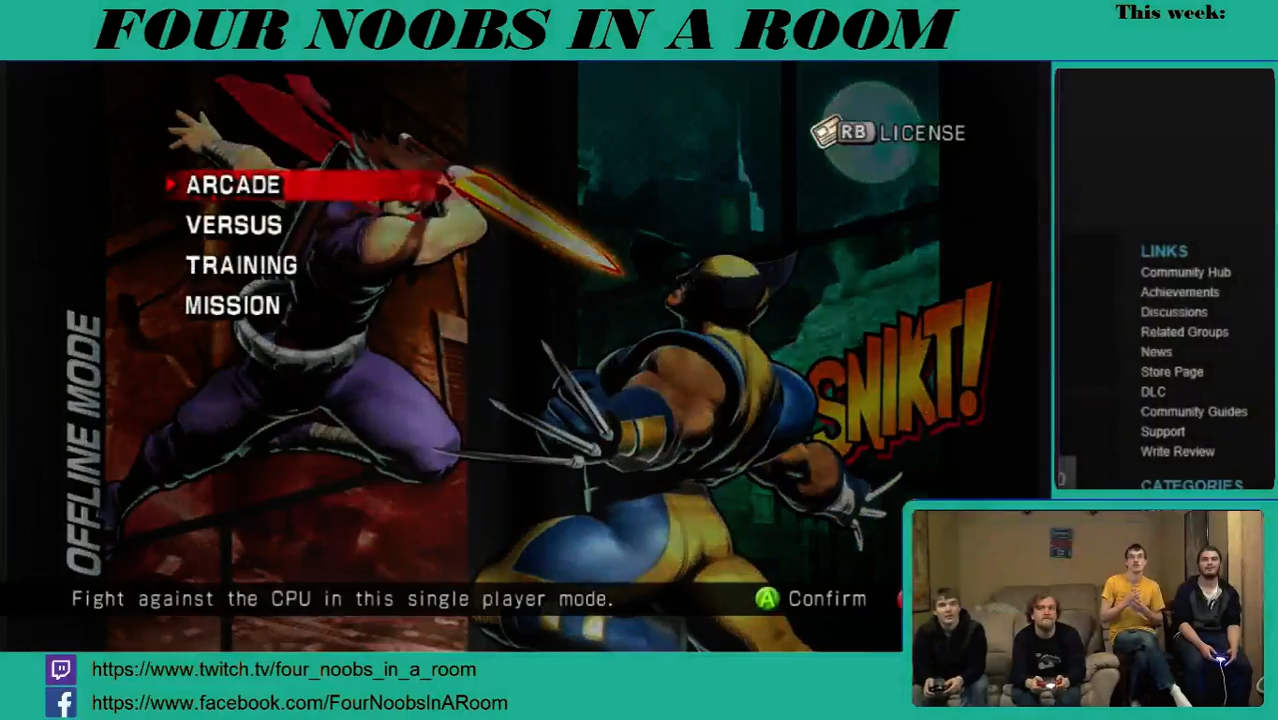 FOUR NOOBS IN A ROOM
This week:
RB LICENSE
ARCADE
VERSUS
TRAINING
MISSION
OFFLINE MODE
SNIKT!
Fight against the CPU in this single player mode.
A Confirm
LINKS
Community Hub
Achievements
Discussions
Related Groups
News
Store Page
DLC
Community Guides
Support
Write Review
CATEGORIES
https://www.twitch.tv/four_noobs_in_a_room
https://www.facebook.com/FourNoobsInARoom